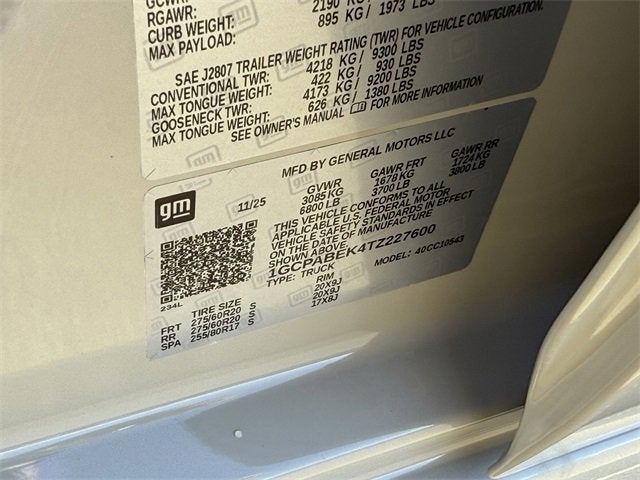 GCWR:
RGAWR: 2190 KG/
CURB WEIGHT: 895 KG / 1973 LBS
MAX PAYLOAD:
SAE J2807 TRAILER WEIGHT RATING (TWR) FOR VEHICLE CONFIGURATION.
CONVENTIONAL TWR: 4218 KG / 9300 LBS
MAX TONGUE WEIGHT: 422 KG / 930 LBS
GOOSENECK TWR: 4173 KG / 9200 LBS
MAX TONGUE WEIGHT: 626 KG / 1380 LBS
SEE OWNER'S MANUAL FOR MORE INFORMATION
MFD BY GENERAL MOTORS LLC
gm 11/25 GVWR GAWR FRT GAWR RR
3085 KG 1678 KG 1724 KG
6800 LB 3700 LB 3800 LB
THIS VEHICLE CONFORMS TO ALL
APPLICABLE U.S. FEDERAL MOTOR
VEHICLE SAFETY STANDARDS IN EFFECT
ON THE DATE OF MANUFACTURE SHOWN ABOVE.
1GCPABEK4TZ227600
TYPE: TRUCK MODEL: 40CC10543
234L
TIRE SIZE RIM
FRT 275/60R20 S 20X9J
RR 275/60R20 S 20X9J
SPA 255/80R17 S 17X8J